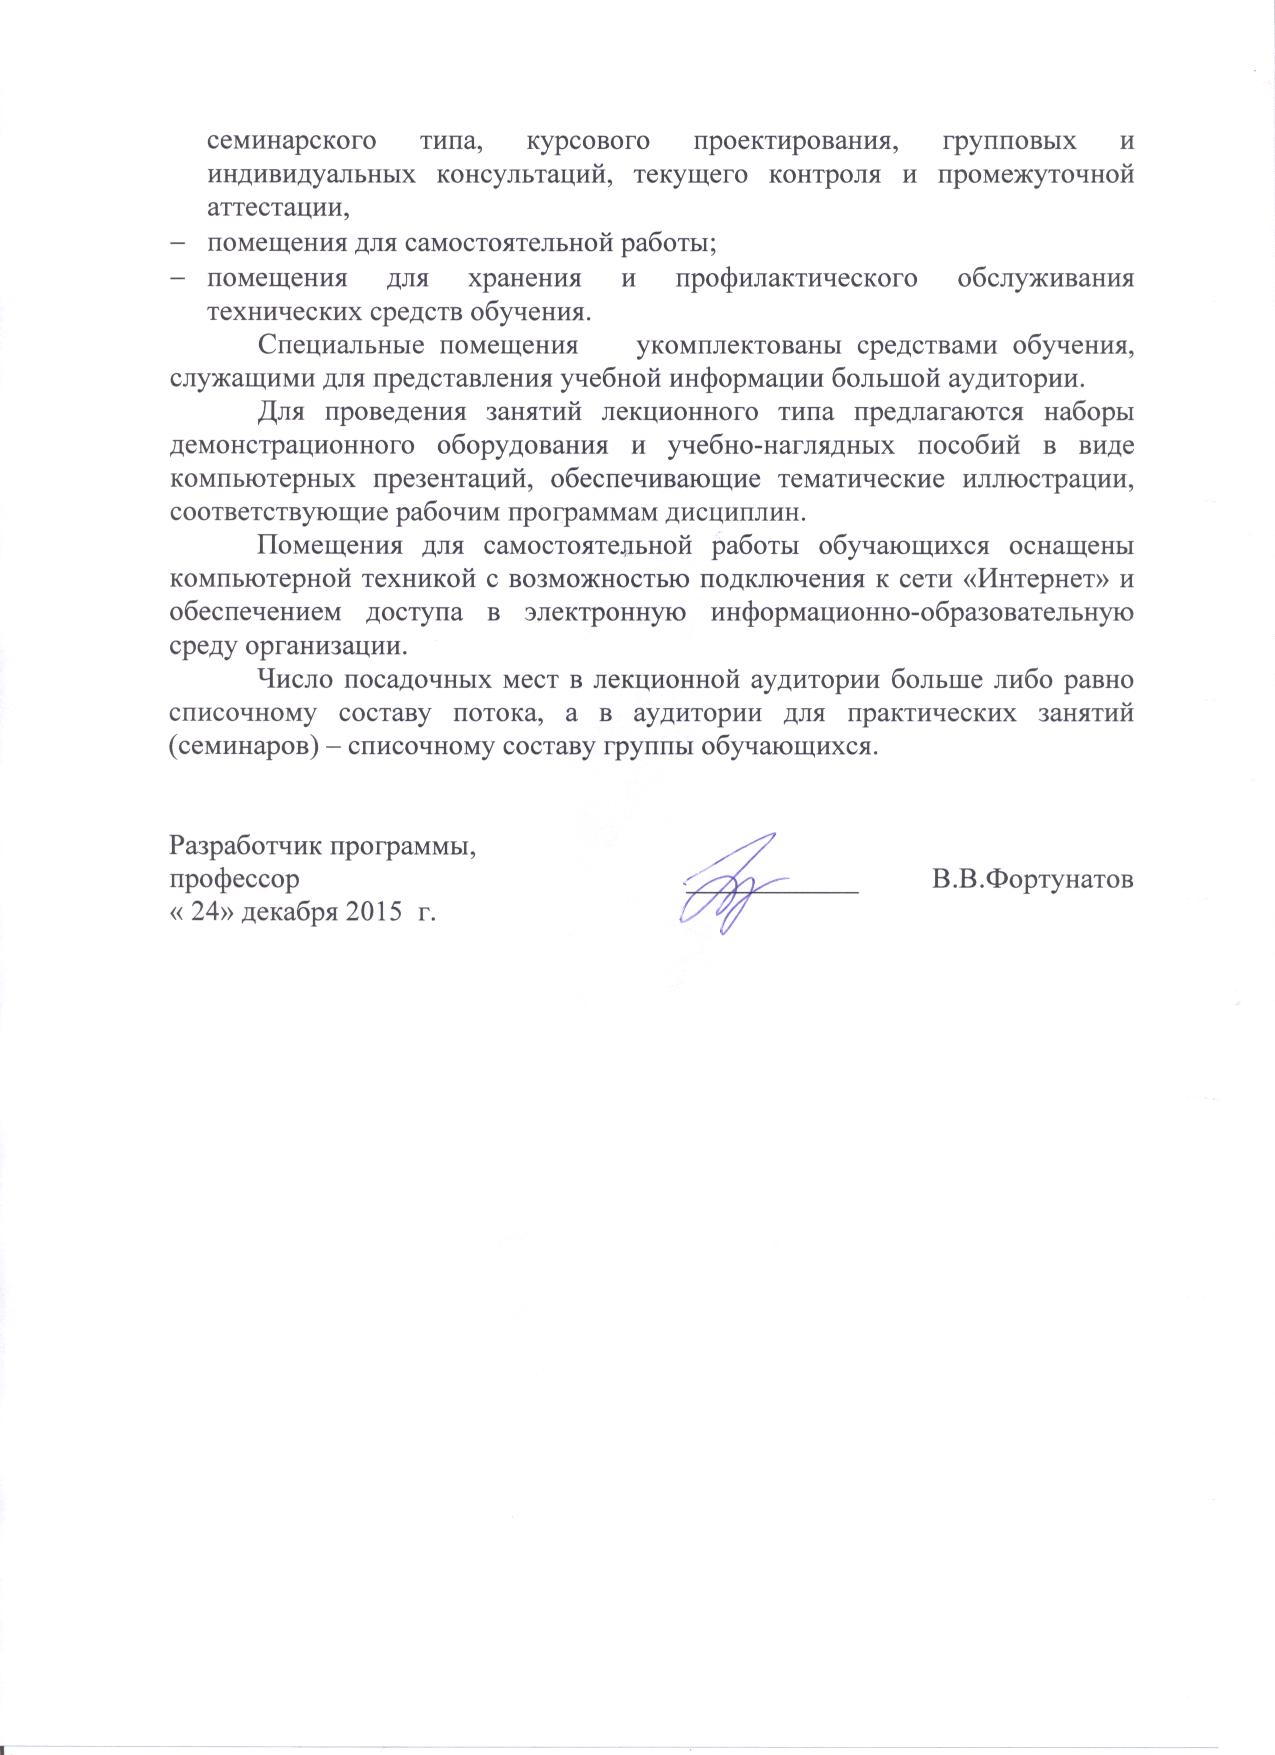 семинарского типа, курсового проектирования, групповых и
индивидуальных консультаций, текущего контроля и промежуточной
аттестации,
– помещения для самостоятельной работы;
– помещения для хранения и профилактического обслуживания
технических средств обучения.
Специальные помещения укомплектованы средствами обучения,
служащими для представления учебной информации большой аудитории.
Для проведения занятий лекционного типа предлагаются наборы
демонстрационного оборудования и учебно-наглядных пособий в виде
компьютерных презентаций, обеспечивающие тематические иллюстрации,
соответствующие рабочим программам дисциплин.
Помещения для самостоятельной работы обучающихся оснащены
компьютерной техникой с возможностью подключения к сети «Интернет» и
обеспечением доступа в электронную информационно-образовательную
среду организации.
Число посадочных мест в лекционной аудитории больше либо равно
списочному составу потока, а в аудитории для практических занятий
(семинаров) – списочному составу группы обучающихся.
Разработчик программы,
профессор ____________ В.В.Фортунатов
« 24» декабря 2015 г.